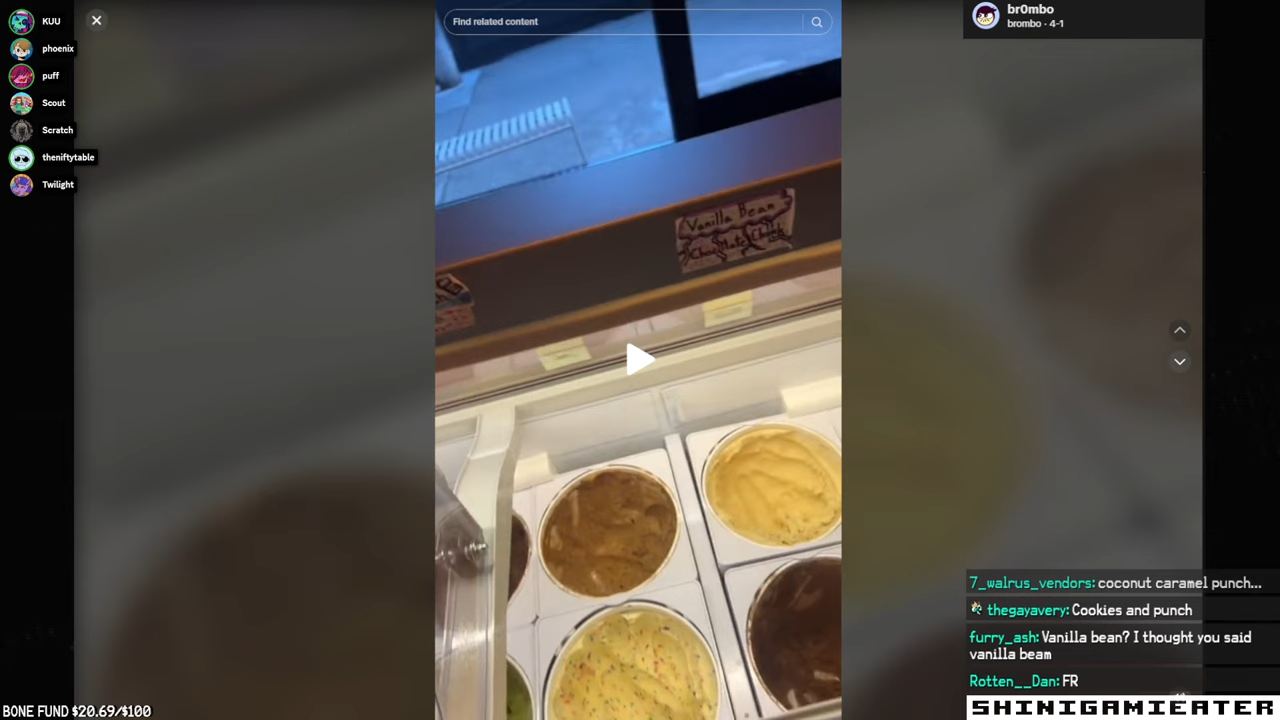 KUU
phoenix
puff
Scout
Scratch
theniftytable
Twilight
Find related content
br0mbo
brombo · 4-1
Vanilla Bean
Chocolate Chunk
7_walrus_vendors: coconut caramel punch...
thegayavery: Cookies and punch
furry_ash: Vanilla bean? I thought you said
vanilla beam
Rotten__Dan: FR
BONE FUND $20.69/$100
SHINIGAMIEATER